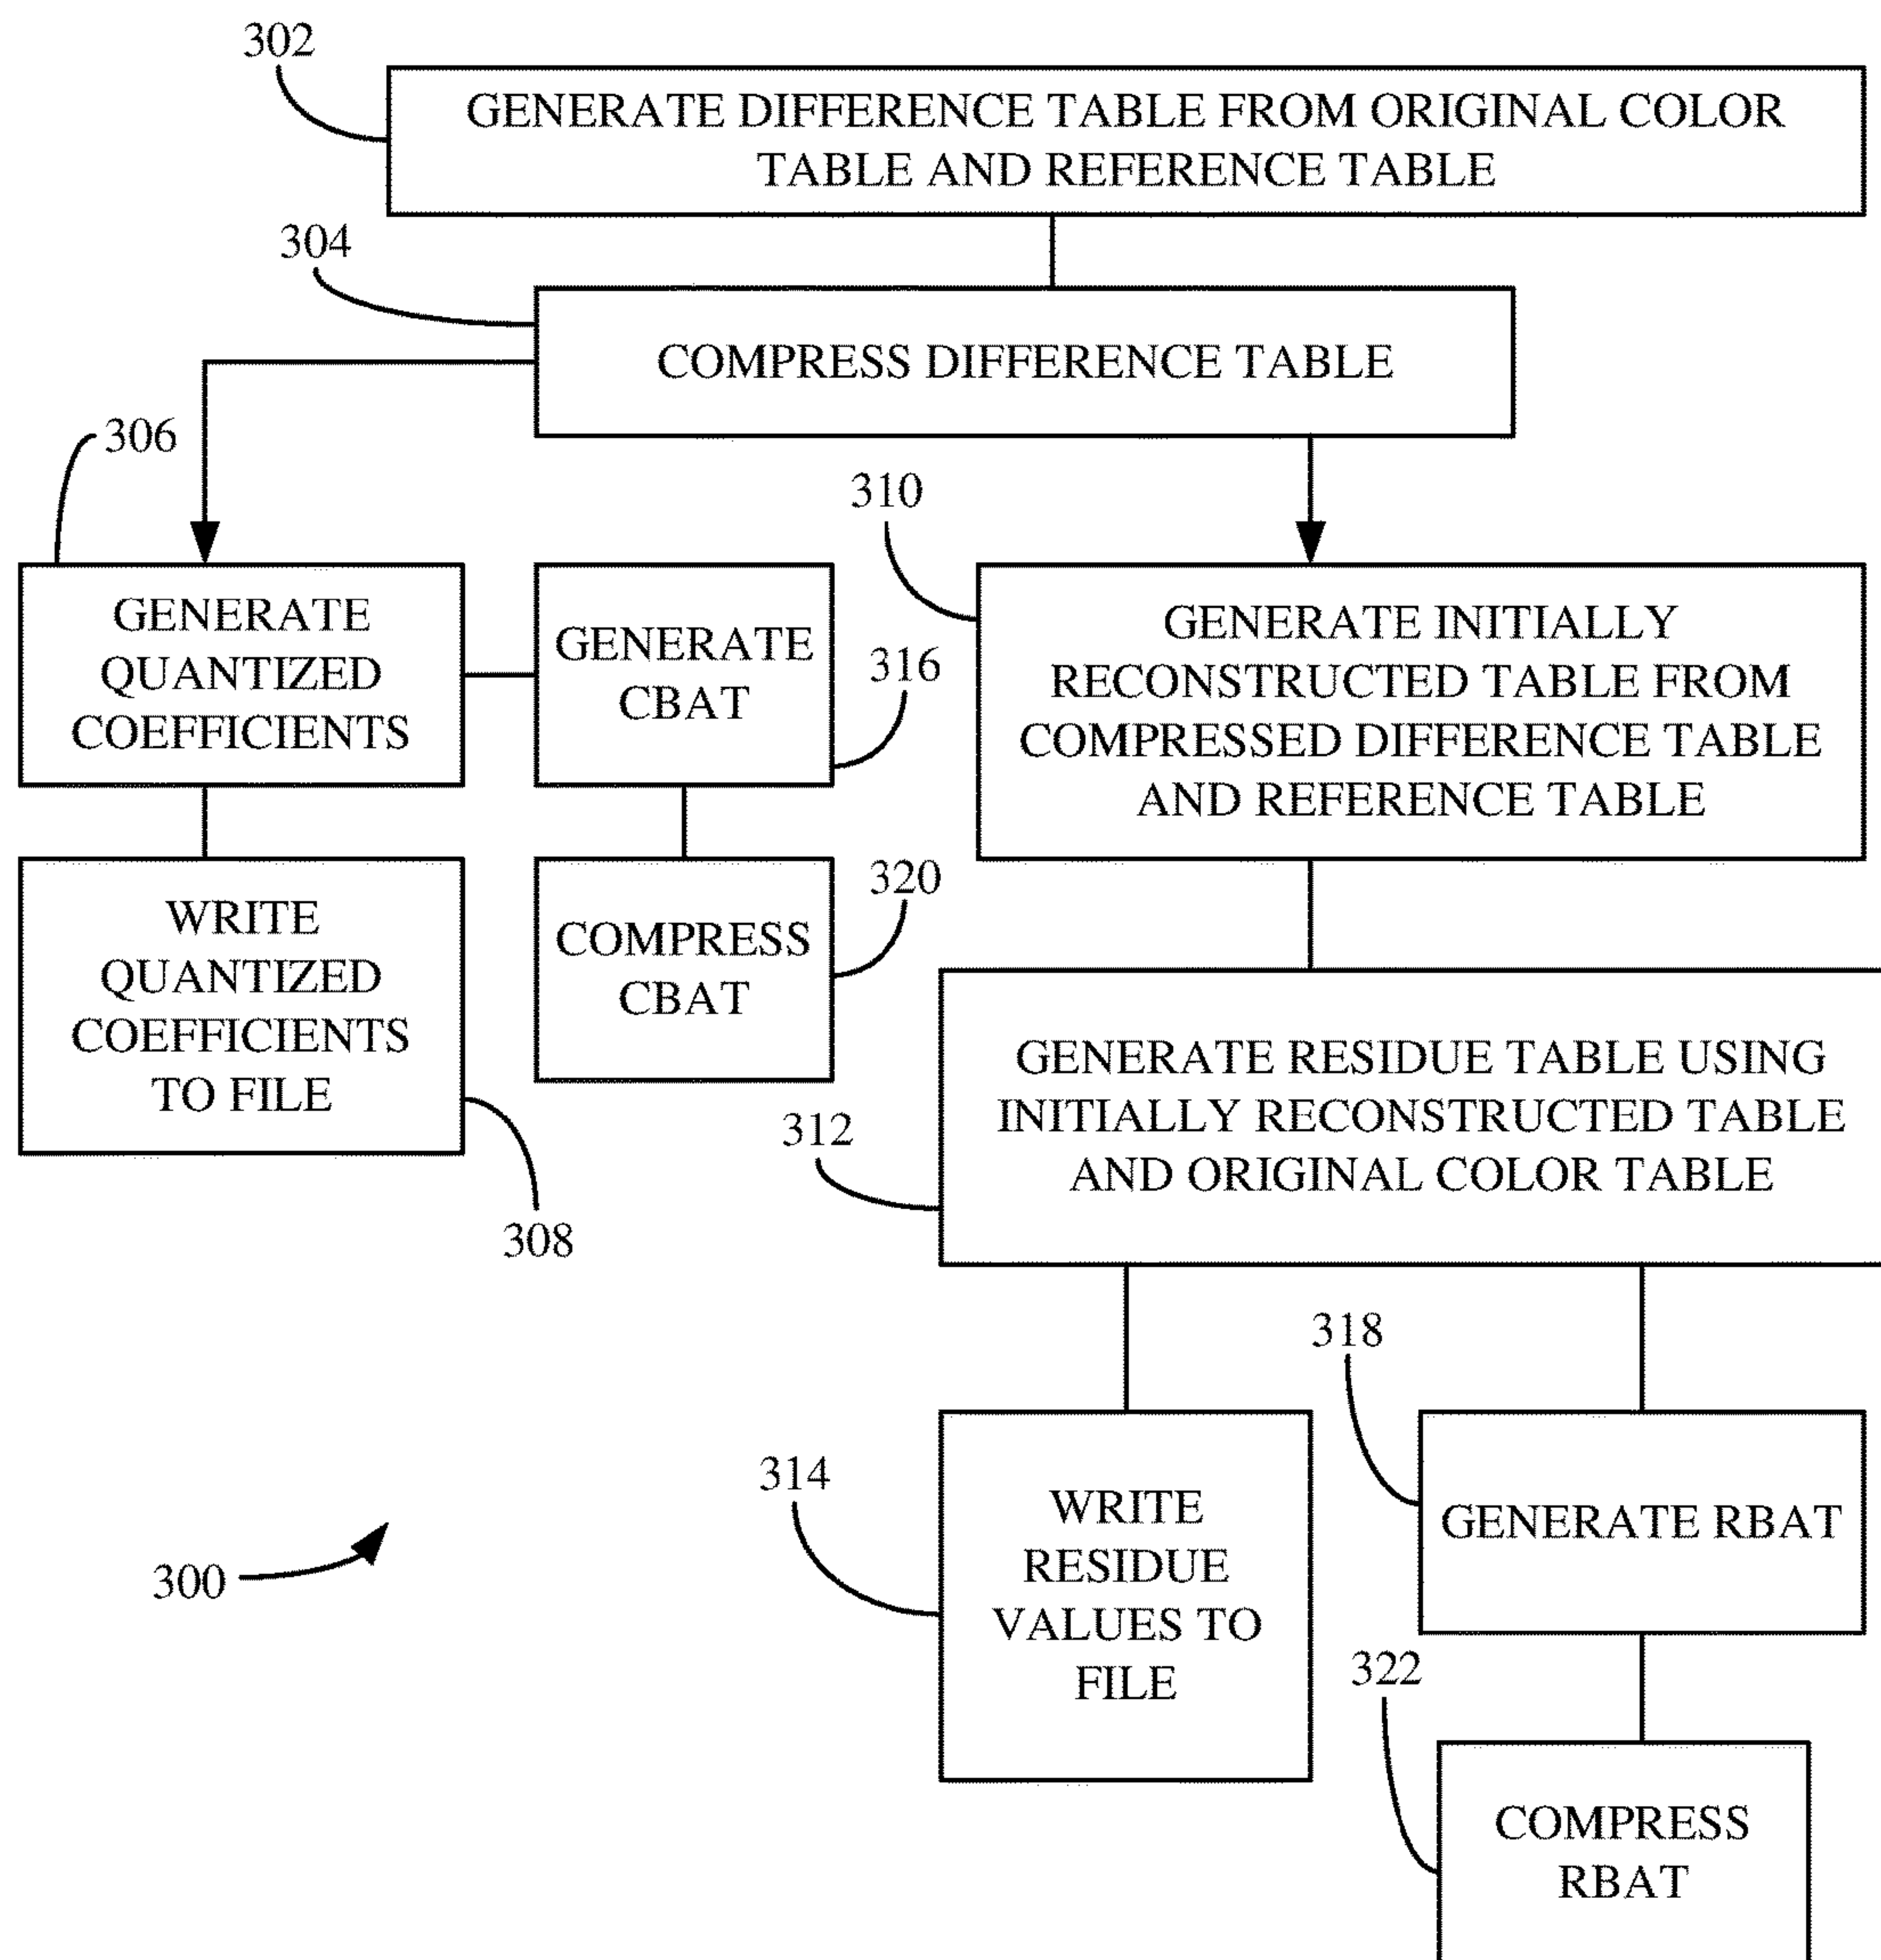 302
GENERATE DIFFERENCE TABLE FROM ORIGINAL COLOR
TABLE AND REFERENCE TABLE
304
COMPRESS DIFFERENCE TABLE
306
GENERATE
QUANTIZED
COEFFICIENTS
GENERATE
CBAT
316
310
GENERATE INITIALLY
RECONSTRUCTED TABLE FROM
COMPRESSED DIFFERENCE TABLE
AND REFERENCE TABLE
WRITE
QUANTIZED
COEFFICIENTS
TO FILE
308
COMPRESS
CBAT
320
312
GENERATE RESIDUE TABLE USING
INITIALLY RECONSTRUCTED TABLE
AND ORIGINAL COLOR TABLE
314
WRITE
RESIDUE
VALUES TO
FILE
318
GENERATE RBAT
322
COMPRESS
RBAT
300